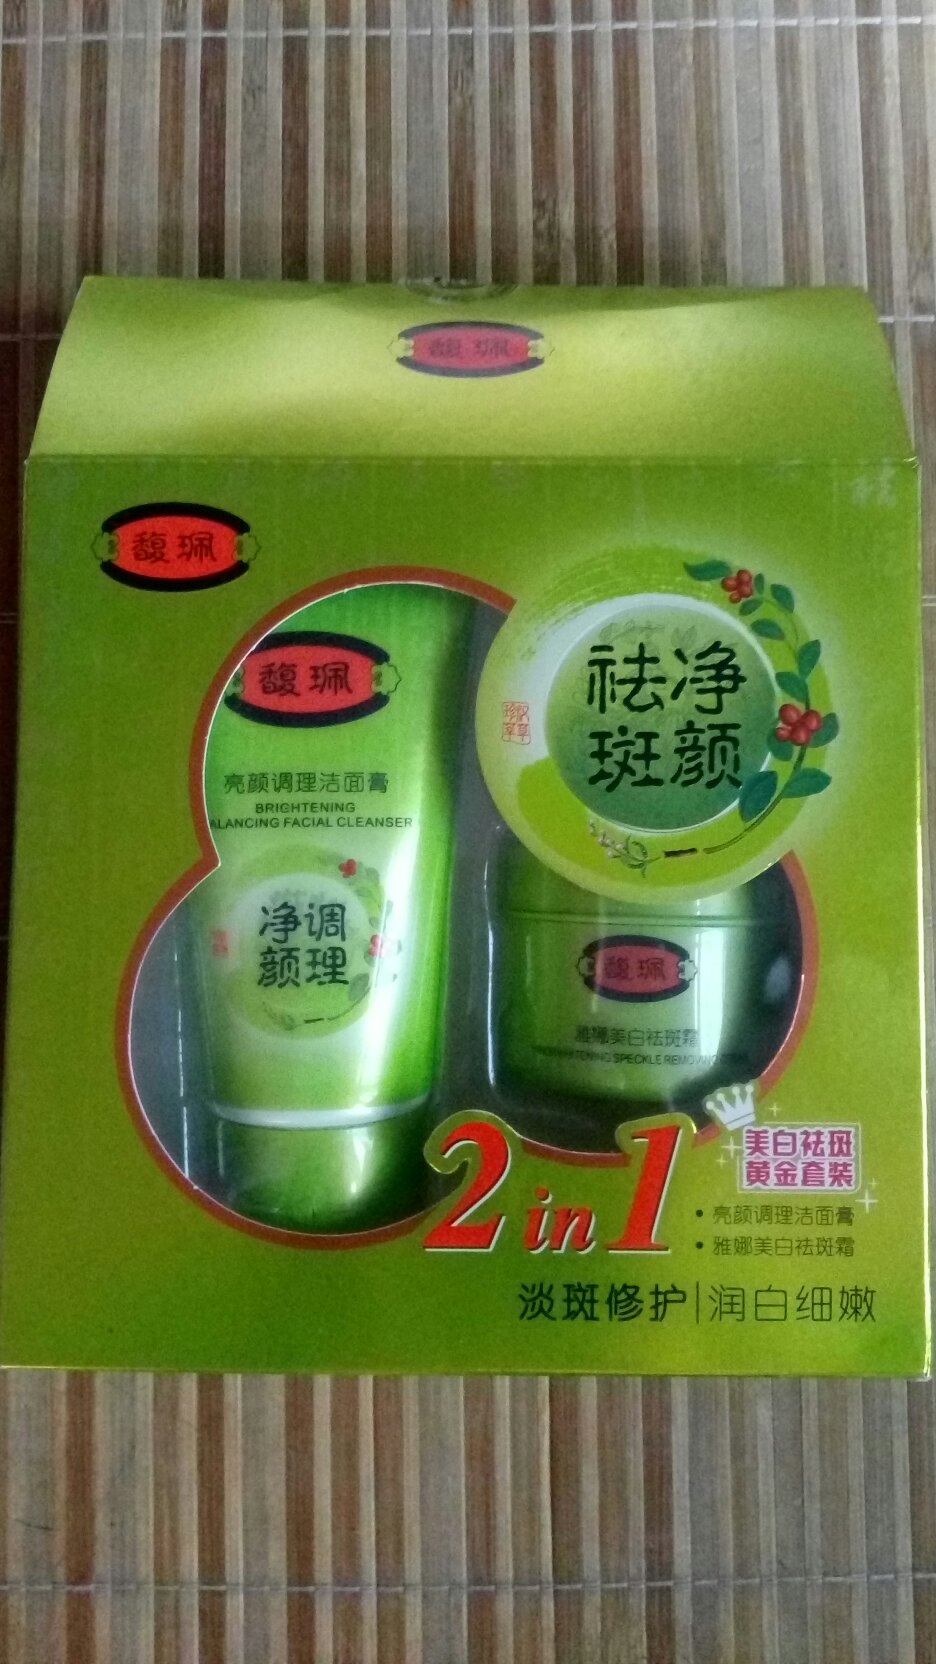 馥珮
馥珮
净颜
祛斑
馥珮
亮颜调理洁面膏
BRIGHTENING
ALANCING FACIAL CLEANSER
调理
净颜
馥珮
雅娜美白祛斑霜
SPECKLE REMOVING
2in1
美白祛斑
黄金套装
• 亮颜调理洁面膏
• 雅娜美白祛斑霜
淡斑修护|润白细嫩